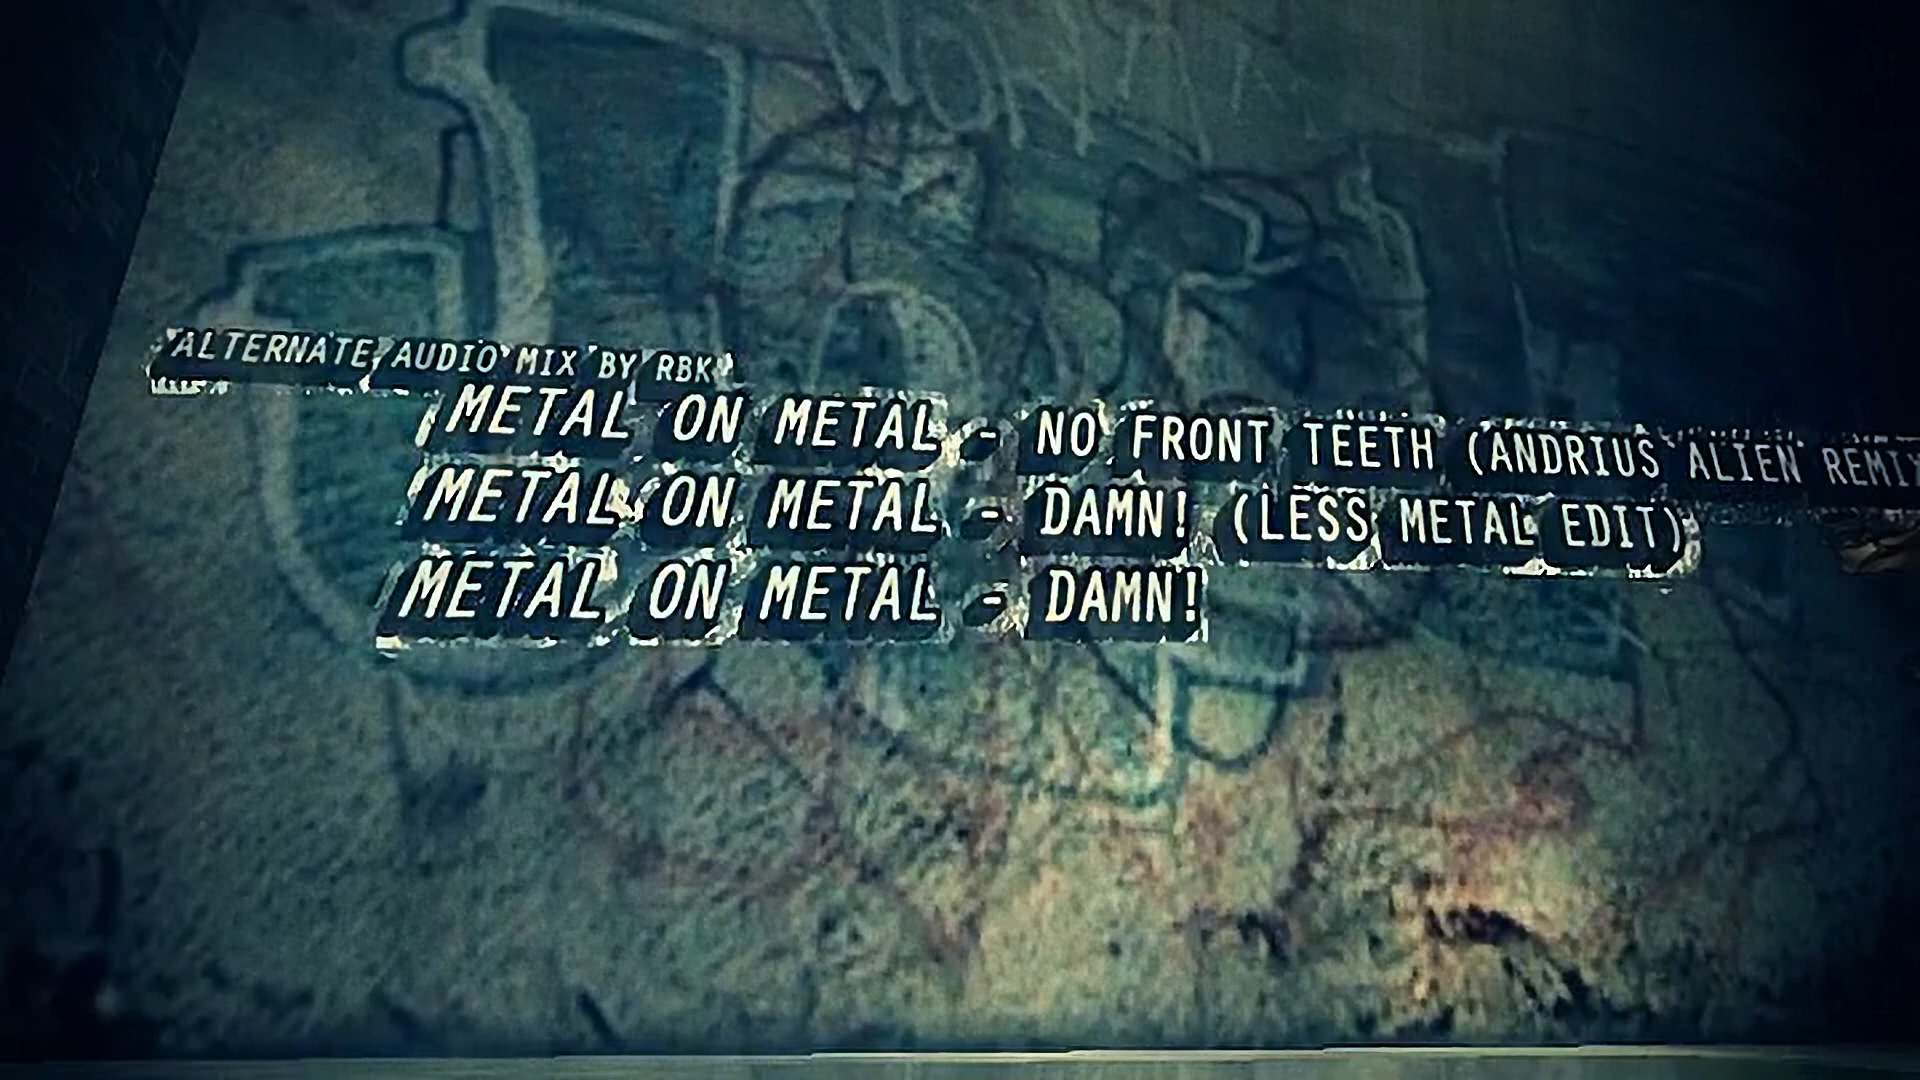 ALTERNATE AUDIO MIX BY RBK
METAL ON METAL - NO FRONT TEETH (ANDRIUS ALIEN REMIX
METAL ON METAL - DAMN! (LESS METAL EDIT)
METAL ON METAL - DAMN!